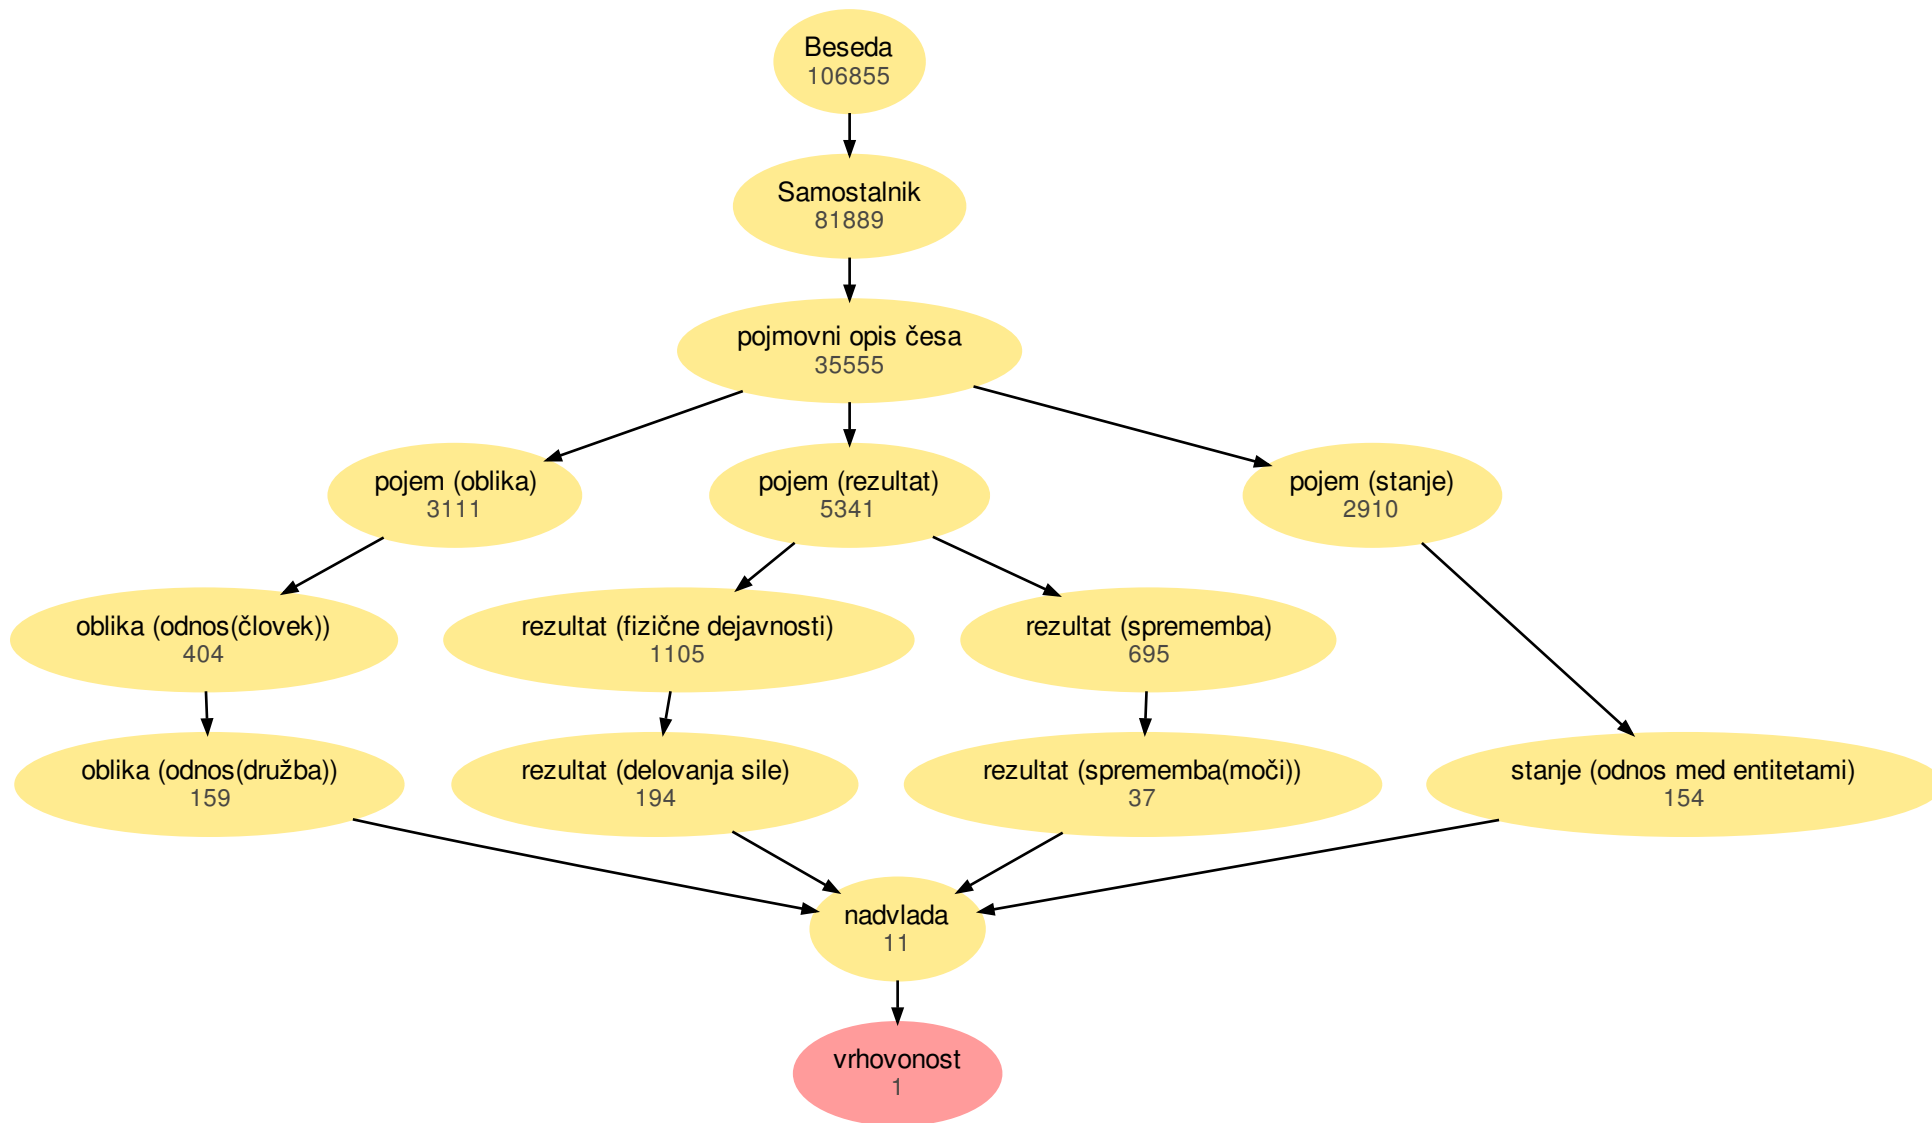 Beseda
106855
Samostalnik
81889
pojmovni opis česa
35555
pojem (oblika)
3111
pojem (rezultat)
5341
pojem (stanje)
2910
oblika (odnos(človek))
404
rezultat (fizične dejavnosti)
1105
rezultat (sprememba)
695
oblika (odnos(družba))
159
rezultat (delovanja sile)
194
rezultat (sprememba(moči))
37
stanje (odnos med entitetami)
154
nadvlada
11
vrhovonost
1